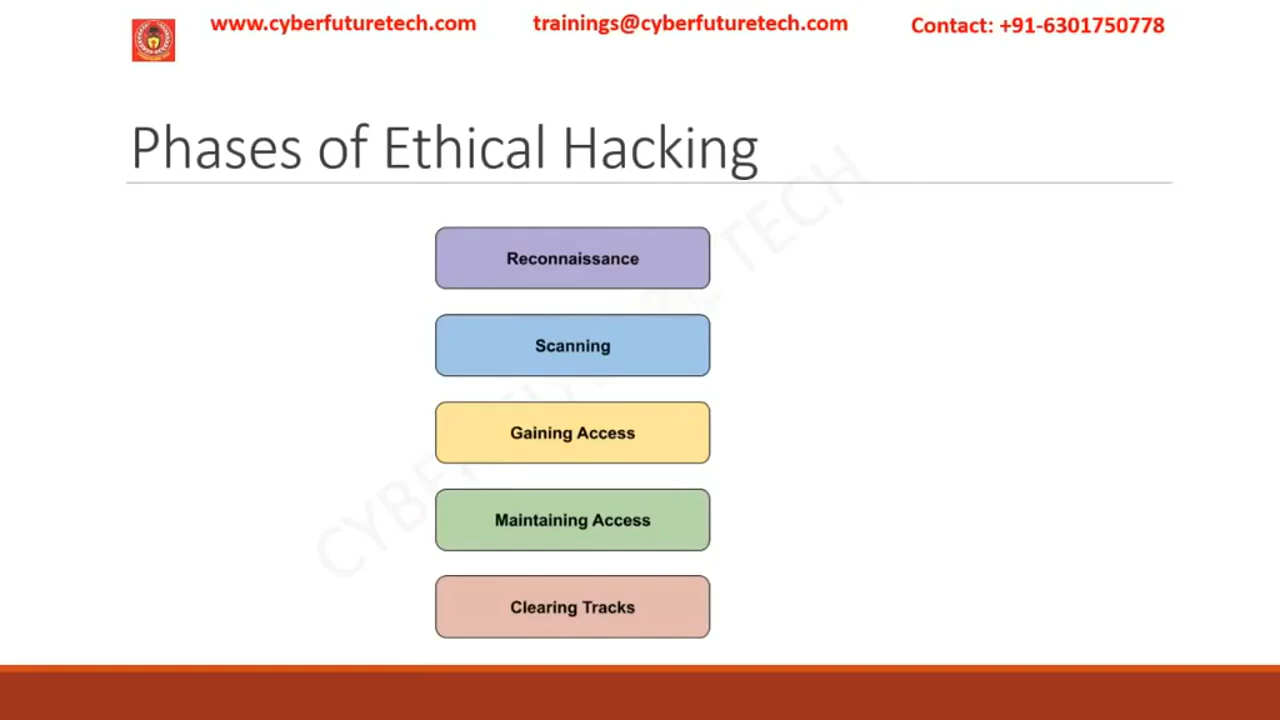 www.cyberfuturetech.com trainings@cyberfuturetech.com Contact: +91-6301750778
Phases of Ethical Hacking
Reconnaissance
Scanning
Gaining Access
Maintaining Access
Clearing Tracks